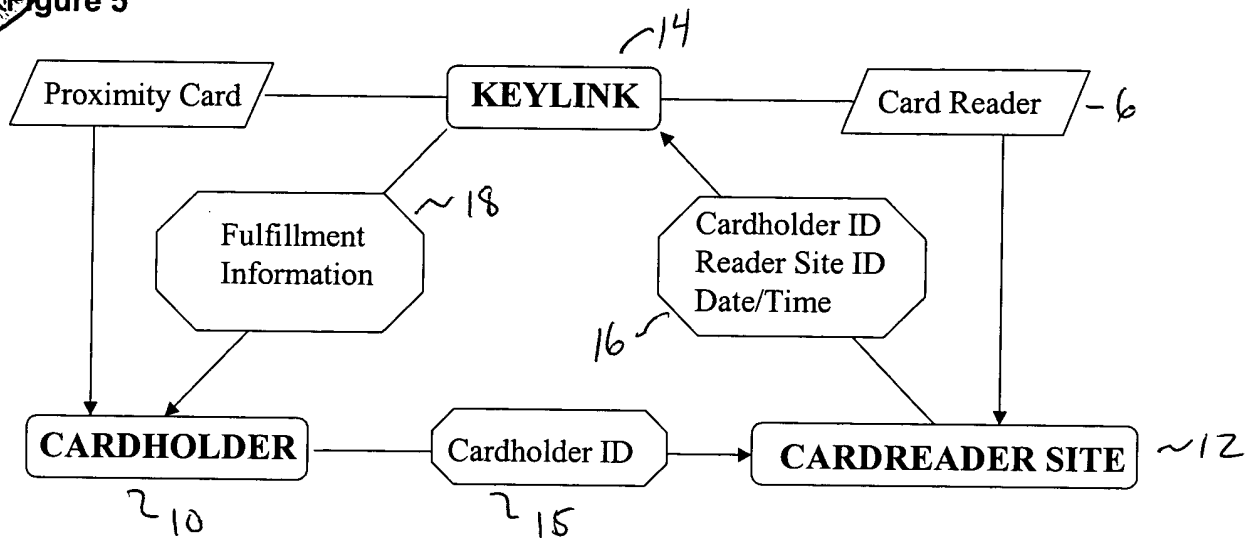 Figure 5
14
Proximity Card
KEYLINK
Card Reader
- 6
~18
Fulfillment
Information
Cardholder ID
Reader Site ID
Date/Time
16
CARDHOLDER
Cardholder ID
CARDREADER SITE
~12
10
15